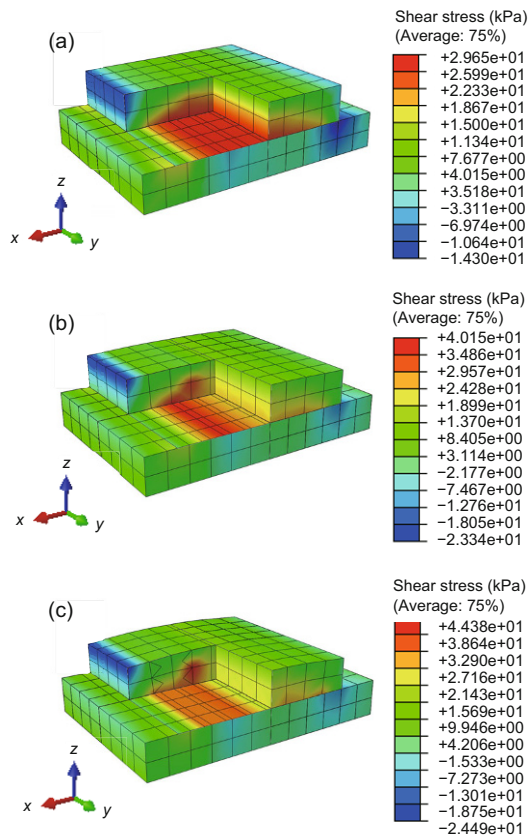 (a)
Shear stress (kPa)
(Average: 75%)
+2.965e+01
+2.599e+01
+2.233e+01
+1.867e+01
+1.500e+01
+1.134e+01
+7.677e+00
+4.015e+01
+3.518e-01
−3.311e+00
−6.974e+00
−1.064e+01
−1.430e+01
z
x
y
(b)
Shear stress (kPa)
(Average: 75%)
+4.015e+01
+3.486e+01
+2.957e+01
+2.428e+01
+1.899e+01
+1.370e+01
+8.405e+00
+3.114e+00
−2.177e+00
−7.467e+00
−1.276e+01
−1.805e+01
−2.334e+01
z
x
y
(c)
Shear stress (kPa)
(Average: 75%)
+4.438e+01
+3.864e+01
+3.290e+01
+2.716e+01
+2.143e+01
+1.569e+01
+9.946e+00
+4.206e+00
−1.533e+00
−7.273e+00
−1.301e+01
−1.875e+01
−2.449e+01
z
x
y